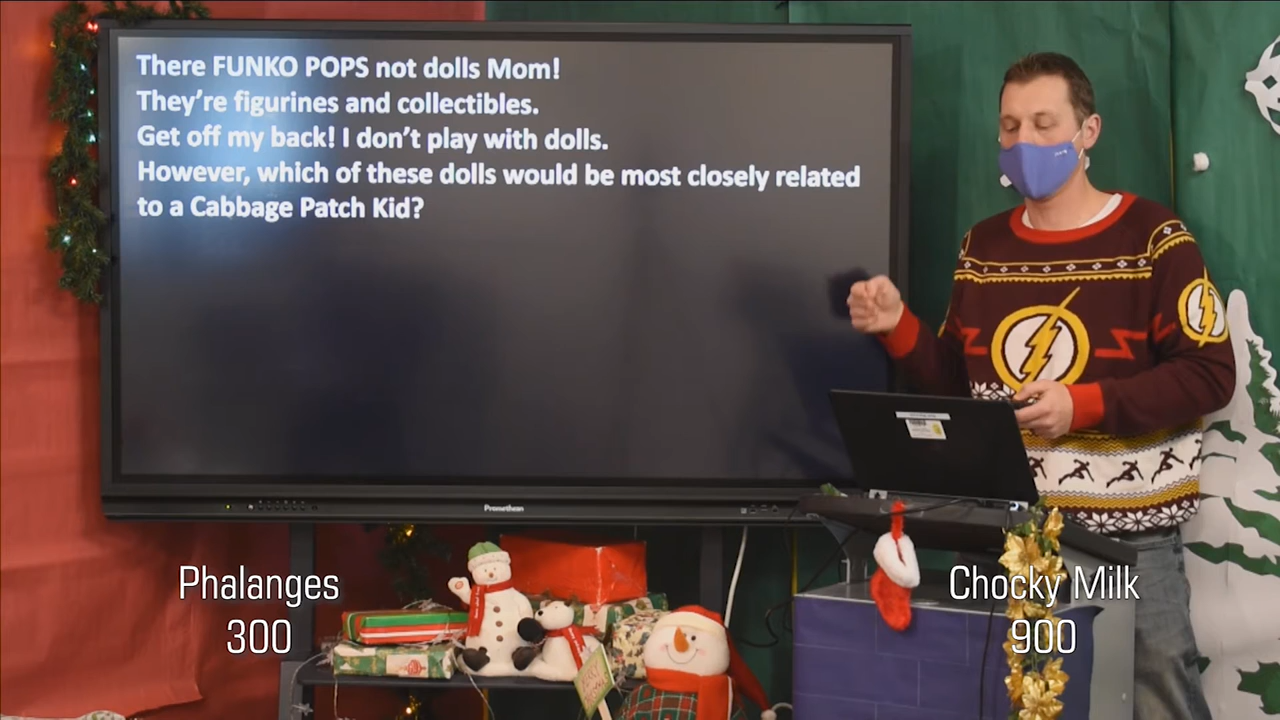 There FUNKO POPS not dolls Mom!
They're figurines and collectibles.
Get off my back! I don't play with dolls.
However, which of these dolls would be most closely related
to a Cabbage Patch Kid?
Promethean
Phalanges
300
Chocky Milk
900